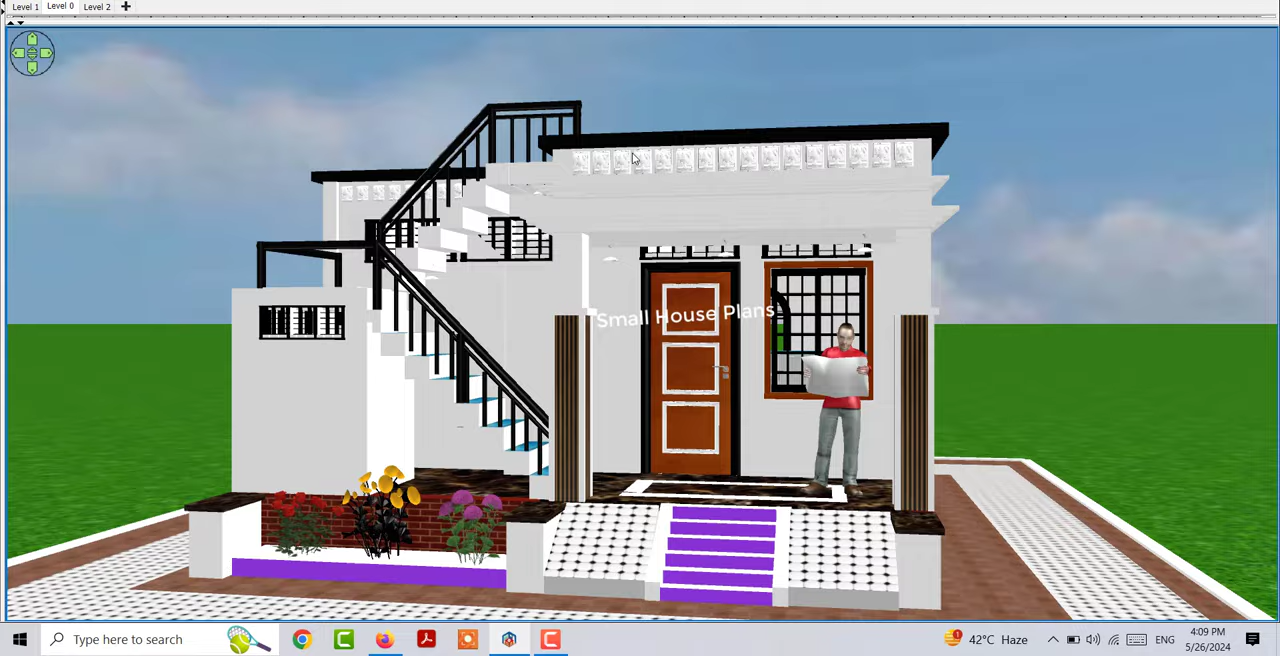 Level 1 Level 0 Level 2
Small House Plans
Type here to search
42°C Haze
ENG
4:09 PM
5/26/2024